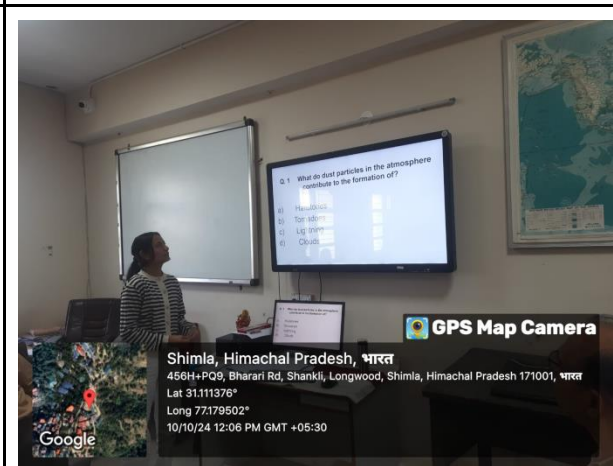 Q. 1 What do dust particles in the atmosphere
contribute to the formation of?
a) Hailstones
b) Tornadoes
c) Lightning
d) Clouds
GPS Map Camera
Shimla, Himachal Pradesh, भारत
456H+PQ9, Bharari Rd, Shankli, Longwood, Shimla, Himachal Pradesh 171001, भारत
Lat 31.111376°
Long 77.179502°
10/10/24 12:06 PM GMT +05:30
Google